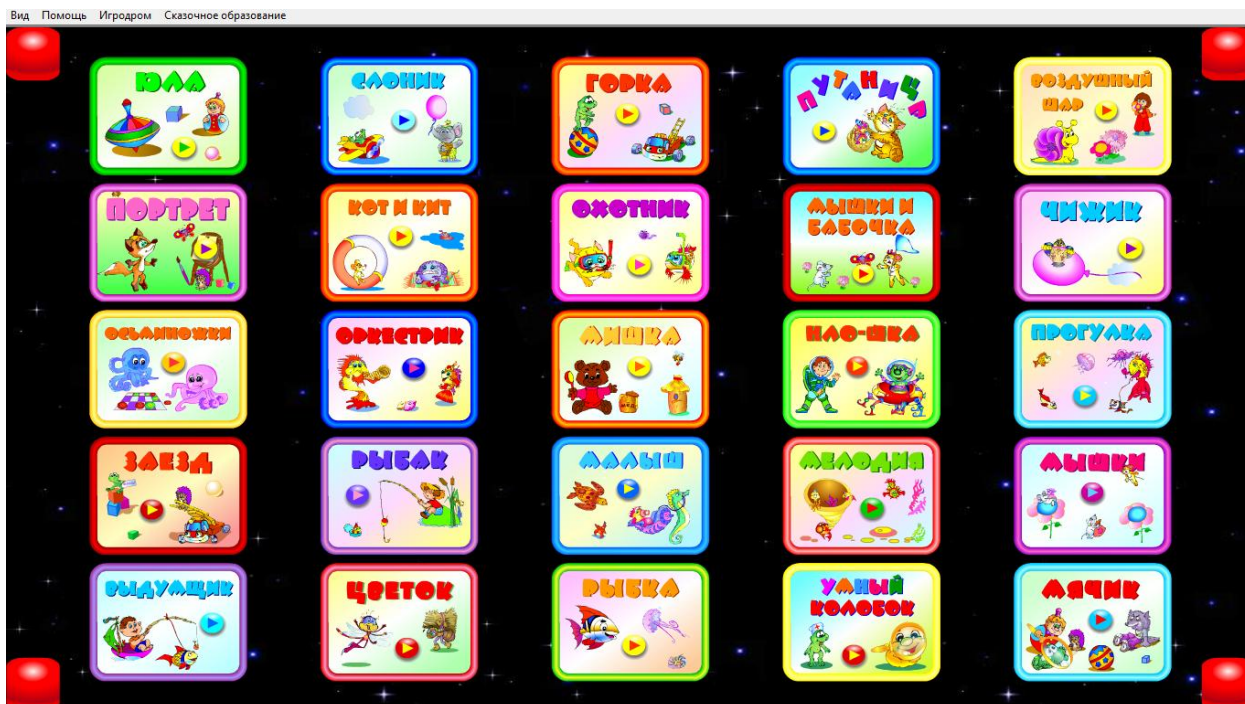 Вид Помощь Игродром Сказочное образование
ЮЛА
СЛОНИК
ГОРКА
ПУТАНИЦА
ВОЗДУШНЫЙ
ШАР
ПОРТРЕТ
КОТ И КИТ
ОХОТНИК
МЫШКИ И
БАБОЧКА
ЧИЖИК
ОСЬМИНОЖКИ
ОРКЕСТРИК
МИШКА
НЛО-ШКА
ПРОГУЛКА
ЗАЕЗД
РЫБАК
МАЛЫШ
МЕЛОДИЯ
МЫШКИ
ВЫДУМЩИК
ЦВЕТОК
РЫБКА
УМНЫЙ
КОЛОБОК
МЯЧИК